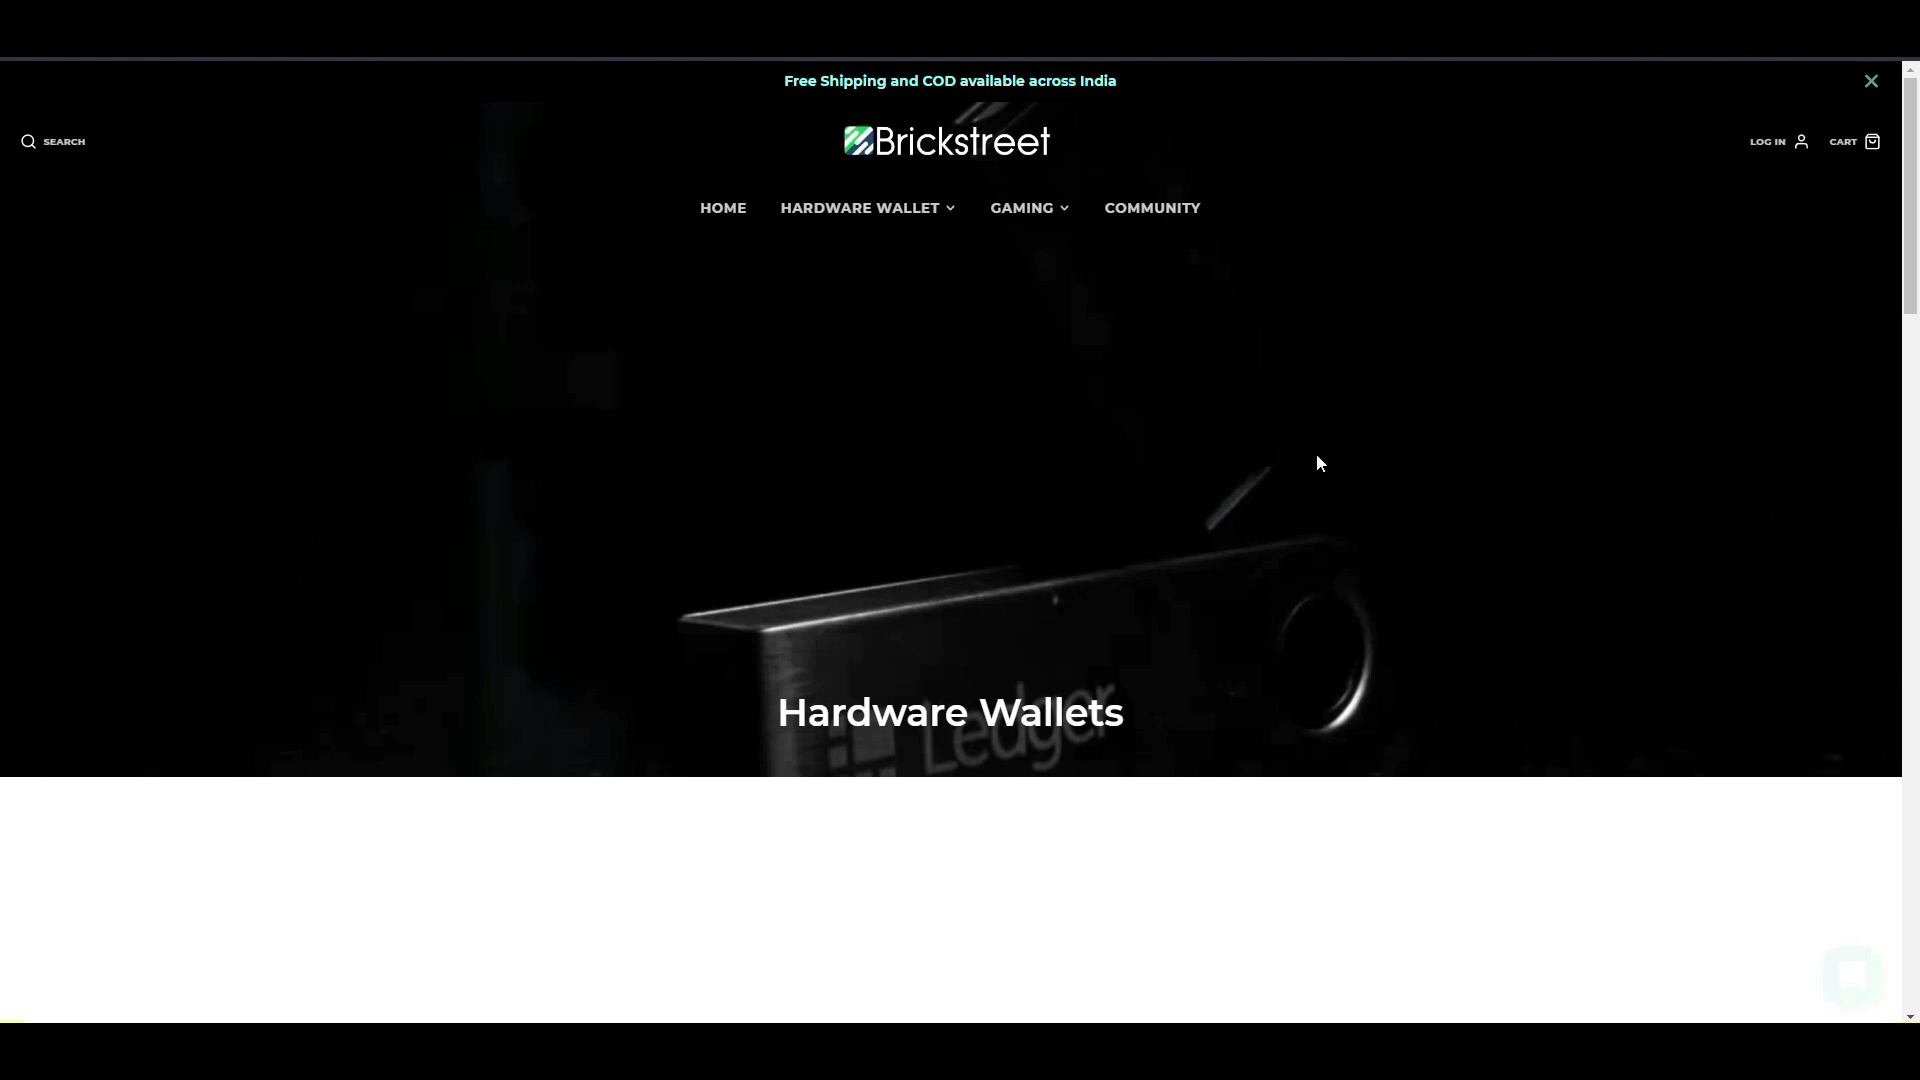 Free Shipping and COD available across India
SEARCH
Brickstreet
LOG IN
CART
HOME
HARDWARE WALLET
GAMING
COMMUNITY
Hardware Wallets
Ledger